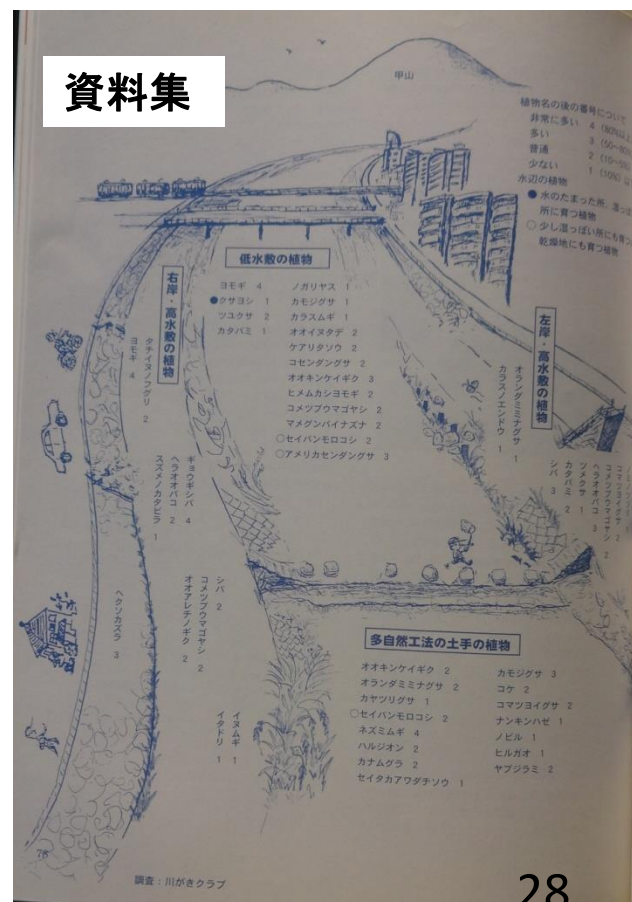 資料集
甲山
植物名の後の番号について
非常に多い 4 (80%以上
多い 3 (50~80%
普通 2 (10~50%
少ない 1 (10%)
水辺の植物
● 水のたまった所、湿っ
所に育つ植物
○ 少し湿っぽい所にも育つ
乾燥地にも育つ植物
低水敷の植物
ヨモギ 4
●クサヨシ 1
ツユクサ 2
カタバミ 1
ノガリヤス 1
カモジグサ 1
カラスムギ 1
オオイヌタデ 2
ケアリタソウ 2
コセンダングサ 2
オオキンケイギク 3
ヒメムカシヨモギ 2
コメツブウマゴヤシ 2
マメグンバイナズナ 2
○セイバンモロコシ 2
○アメリカセンダングサ 3
右岸・高水敷の植物
タチイヌノフグリ 2
ヨモギ 4
ギョウギシバ 4
ヘラオオバコ 2
スズメノカタビラ 1
シバ 2
コメツブウマゴヤシ 2
オオアレチノギク 2
ヘクソカズラ 3
イヌムギ 1
イタドリ 1
左岸・高水敷の植物
オランダミミナグサ 1
カラスノエンドウ 1
コマツヨイグサ 2
コメツブウマゴヤシ 2
ヘラオオバコ 3
ツメクサ 1
カタバミ 2
シバ 3
多自然工法の土手の植物
オオキンケイギク 2
オランダミミナグサ 2
カヤツリグサ 1
○セイバンモロコシ 2
ネズミムギ 4
ハルジオン 2
カナムグラ 2
セイタカアワダチソウ 1
カモジグサ 3
コケ 2
コマツヨイグサ 2
ナンキンハゼ 1
ノビル 1
ヒルガオ 1
ヤブジラミ 2
78
調査：川がきクラブ
28